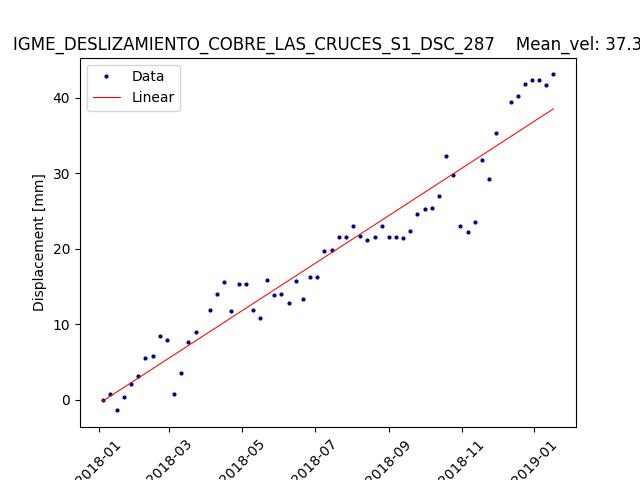 IGME_DESLIZAMIENTO_COBRE_LAS_CRUCES_S1_DSC_287 Mean_vel: 37.3
Data
Linear
Displacement [mm]
40
30
20
10
0
2018-01 2018-03 2018-05 2018-07 2018-09 2018-11 2019-01